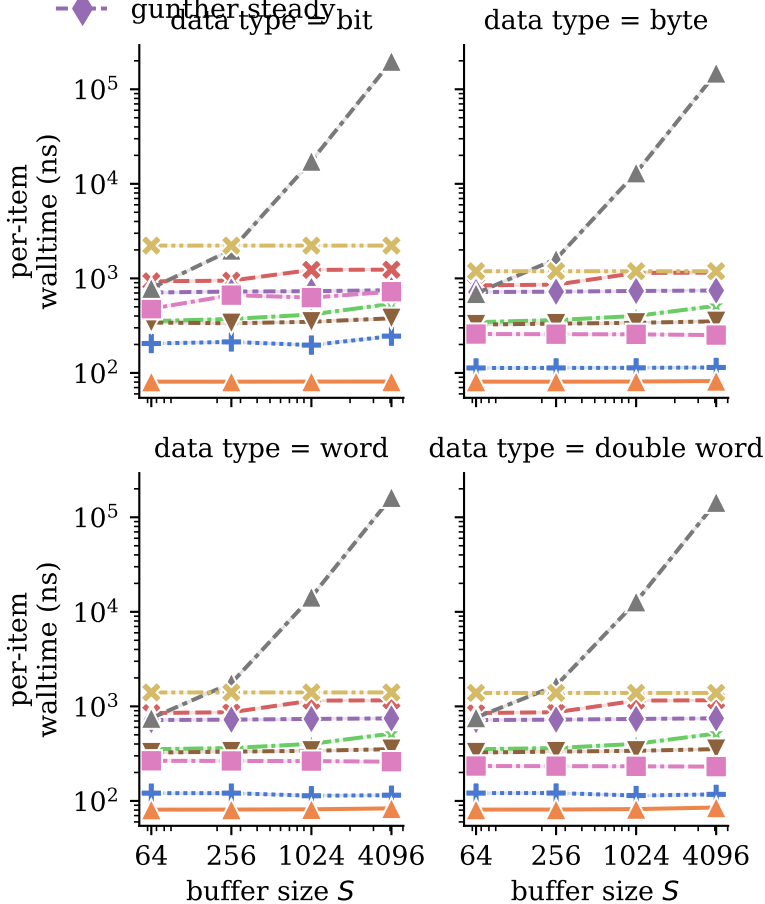 gunther steady
data type = bit
data type = byte
per-item
walltime (ns)
10⁵
10⁴
10³
10²
data type = word
data type = double word
per-item
walltime (ns)
10⁵
10⁴
10³
10²
64 256 1024 4096
64 256 1024 4096
buffer size S
buffer size S